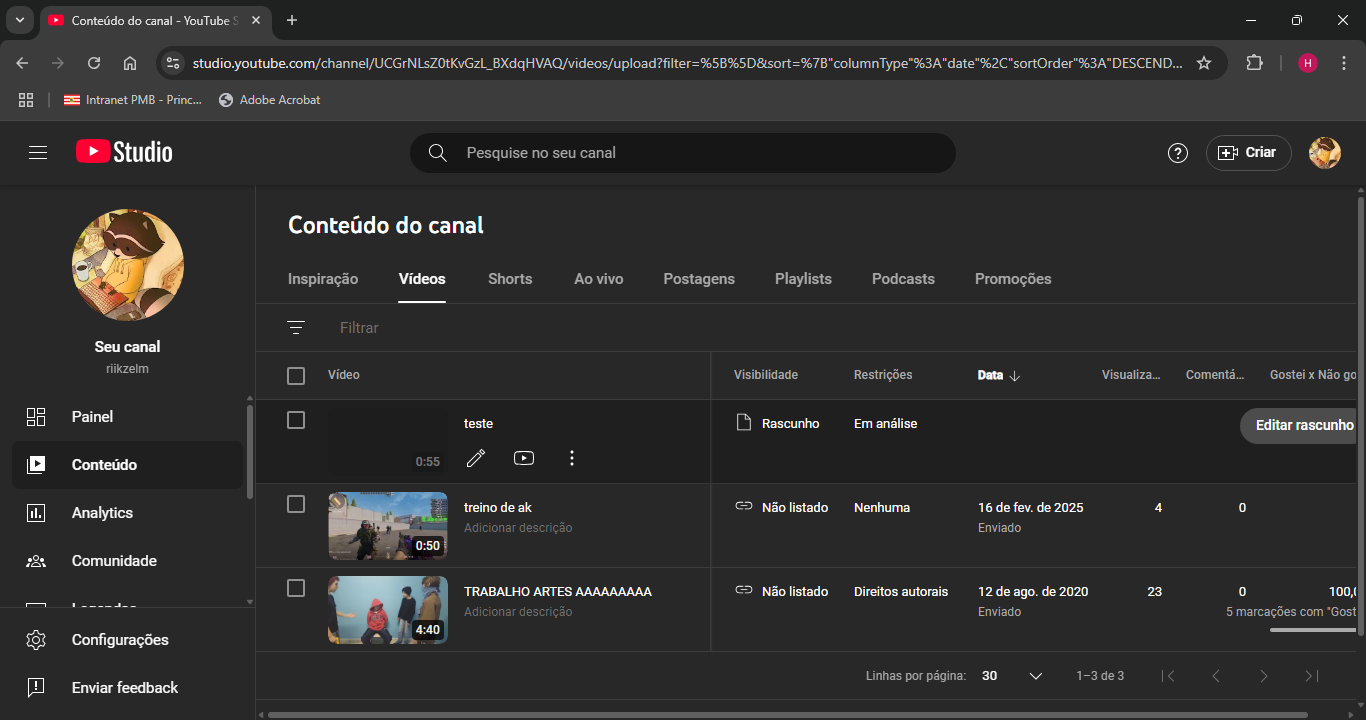 Conteúdo do canal - YouTube S
studio.youtube.com/channel/UCGrNLsZ0tKvGzL_BXdqHVAQ/videos/upload?filter=%5B%5D&sort=%7B"columnType"%3A"date"%2C"sortOrder"%3A"DESCEND...
H
Intranet PMB - Princ...
Adobe Acrobat
Studio
Pesquise no seu canal
Criar
Seu canal
riikzelm
Painel
Conteúdo
Analytics
Comunidade
Configurações
Enviar feedback
Conteúdo do canal
Inspiração Vídeos Shorts Ao vivo Postagens Playlists Podcasts Promoções
Filtrar
Vídeo Visibilidade Restrições Data Visualiza... Comentá... Gostei x Não go
teste Rascunho Em análise Editar rascunho
0:55
treino de ak Não listado Nenhuma 16 de fev. de 2025 4 0
Adicionar descrição Enviado
0:50
TRABALHO ARTES AAAAAAAAA Não listado Direitos autorais 12 de ago. de 2020 23 0 100,0
Adicionar descrição Enviado 5 marcações com "Gost
4:40
Linhas por página: 30 1–3 de 3